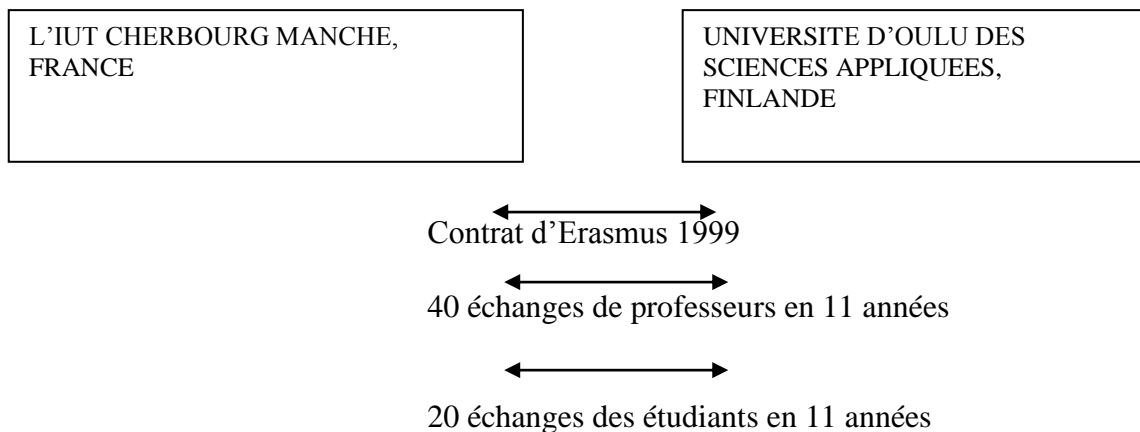 L’IUT CHERBOURG MANCHE,
FRANCE
UNIVERSITE D’OULU DES
SCIENCES APPLIQUEES,
FINLANDE
Contrat d’Erasmus 1999
40 échanges de professeurs en 11 années
20 échanges des étudiants en 11 années